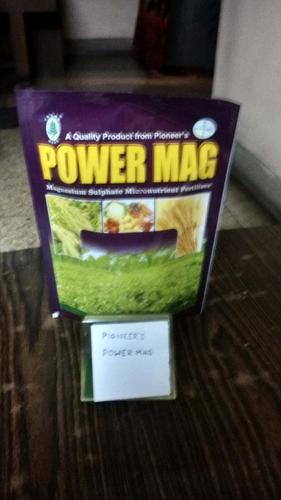 A Quality Product from Pioneer's
POWER MAG
Magnesium Sulphate Micronutrient Fertilizer
PIONEER'S
POWER MAG